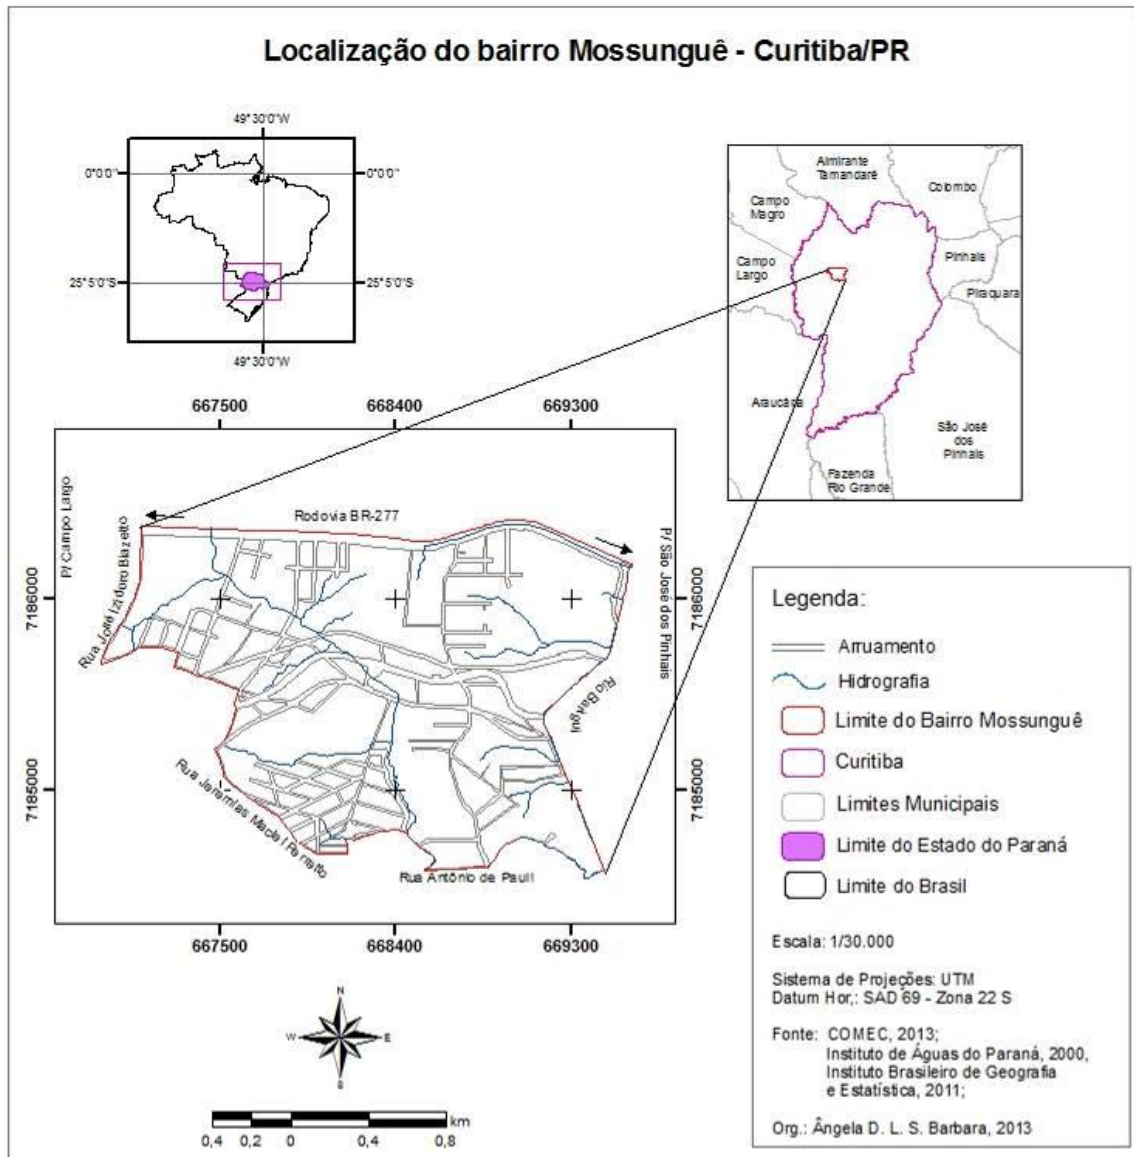 Localização do bairro Mossunguê - Curitiba/PR
49°30'0"W
0°0'0"
0°0'0"
25°5'0"S
25°5'0"S
49°30'0"W
Almirante
Tamandaré
Colombo
Campo
Magro
Campo
Largo
Pinhais
Piraquara
Araucária
São José
dos
Pinhais
Fazenda
Rio Grande
667500
668400
669300
P/ Campo Largo
Rodovia BR-277
P/ São José dos Pinhais
Rua José Izidoro Biazetto
7186000
7186000
Rio Barigui
7185000
7185000
Rua Jeremias Maciel Perretto
Rua Antônio de Pauli
667500
668400
669300
N
W
E
S
km
0,4
0,2
0
0,4
0,8
Legenda:
Arruamento
Hidrografia
Limite do Bairro Mossunguê
Curitiba
Limites Municipais
Limite do Estado do Paraná
Limite do Brasil
Escala: 1/30.000
Sistema de Projeções: UTM
Datum Hor,: SAD 69 - Zona 22 S
Fonte: COMEC, 2013;
Instituto de Águas do Paraná, 2000,
Instituto Brasileiro de Geografia
e Estatística, 2011;
Org.: Ângela D. L. S. Barbara, 2013